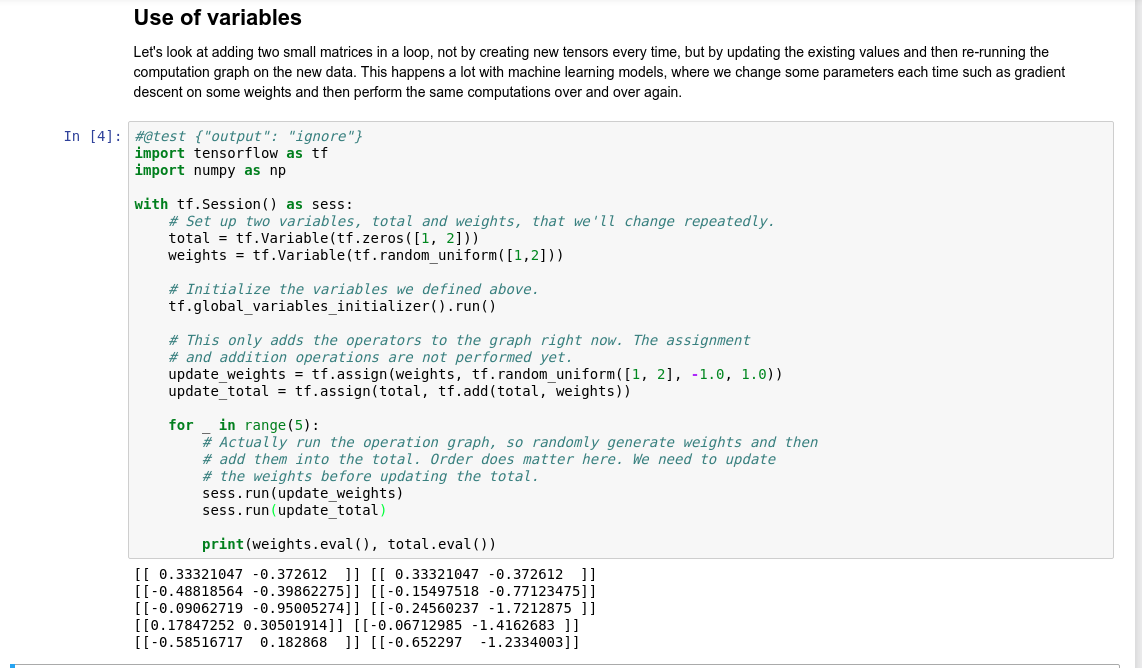 Use of variables
Let's look at adding two small matrices in a loop, not by creating new tensors every time, but by updating the existing values and then re-running the
computation graph on the new data. This happens a lot with machine learning models, where we change some parameters each time such as gradient
descent on some weights and then perform the same computations over and over again.
In [4]:
#@test {"output": "ignore"}
import tensorflow as tf
import numpy as np
with tf.Session() as sess:
    # Set up two variables, total and weights, that we'll change repeatedly.
    total = tf.Variable(tf.zeros([1, 2]))
    weights = tf.Variable(tf.random_uniform([1,2]))
    # Initialize the variables we defined above.
    tf.global_variables_initializer().run()
    # This only adds the operators to the graph right now. The assignment
    # and addition operations are not performed yet.
    update_weights = tf.assign(weights, tf.random_uniform([1, 2], -1.0, 1.0))
    update_total = tf.assign(total, tf.add(total, weights))
    for _ in range(5):
        # Actually run the operation graph, so randomly generate weights and then
        # add them into the total. Order does matter here. We need to update
        # the weights before updating the total.
        sess.run(update_weights)
        sess.run(update_total)
        print(weights.eval(), total.eval())
[[ 0.33321047 -0.372612  ]] [[ 0.33321047 -0.372612  ]]
[[-0.48818564 -0.39862275]] [[-0.15497518 -0.77123475]]
[[-0.09062719 -0.95005274]] [[-0.24560237 -1.7212875 ]]
[[0.17847252 0.30501914]] [[-0.06712985 -1.4162683 ]]
[[-0.58516717  0.182868  ]] [[-0.652297  -1.2334003]]